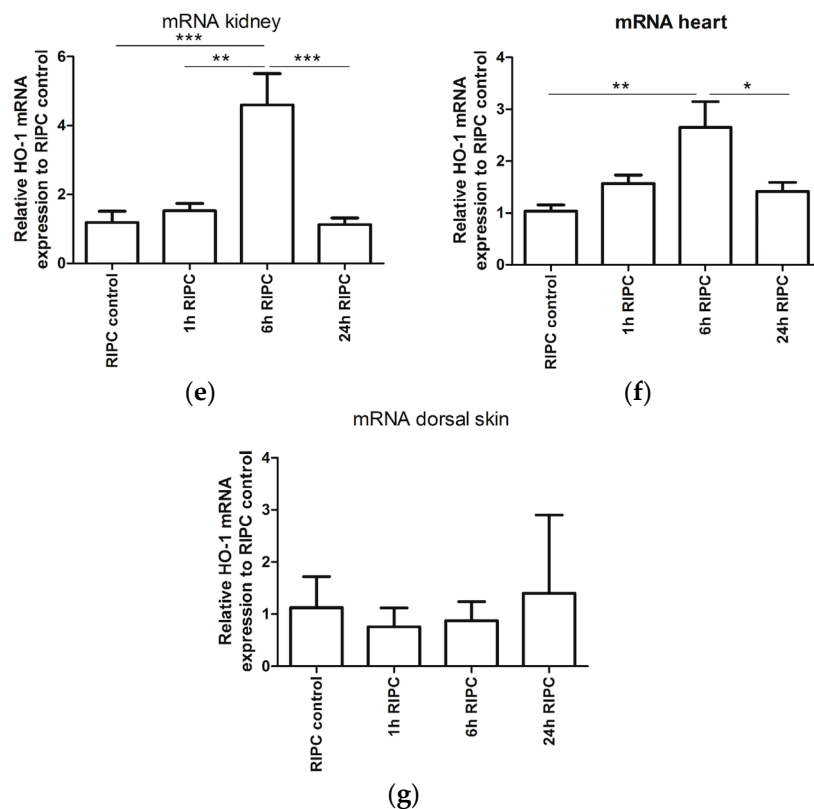 mRNA kidney
Relative HO-1 mRNA
expression to RIPC control
6
4
2
0
***
**
***
RIPC control
1h RIPC
6h RIPC
24h RIPC
(e)
mRNA heart
Relative HO-1 mRNA
expression to RIPC control
4
3
2
1
0
**
*
RIPC control
1h RIPC
6h RIPC
24h RIPC
(f)
mRNA dorsal skin
Relative HO-1 mRNA
expression to RIPC control
4
3
2
1
0
RIPC control
1h RIPC
6h RIPC
24h RIPC
(g)